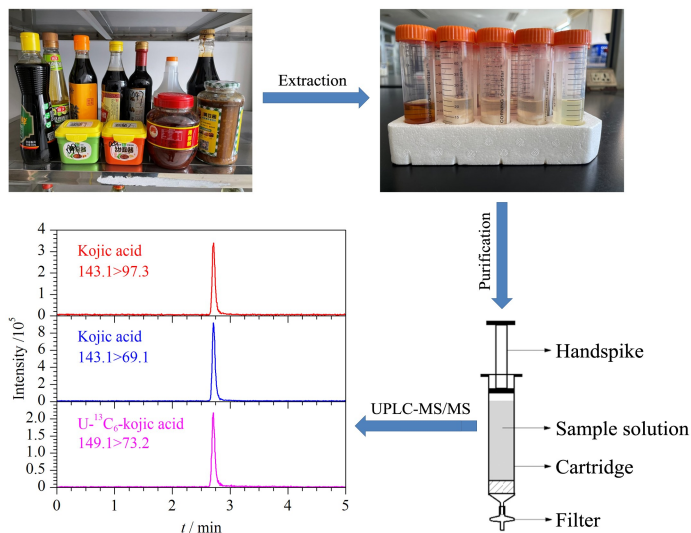 Extraction
Purification
Handspike
Sample solution
Cartridge
Filter
UPLC-MS/MS
Intensity /10⁵
4
3
2
1
0
Kojic acid
143.1>97.3
8
6
4
2
0
Kojic acid
143.1>69.1
2.0
1.5
1.0
0.5
0
U-¹³C₆-kojic acid
149.1>73.2
0 1 2 3 4 5
t / min